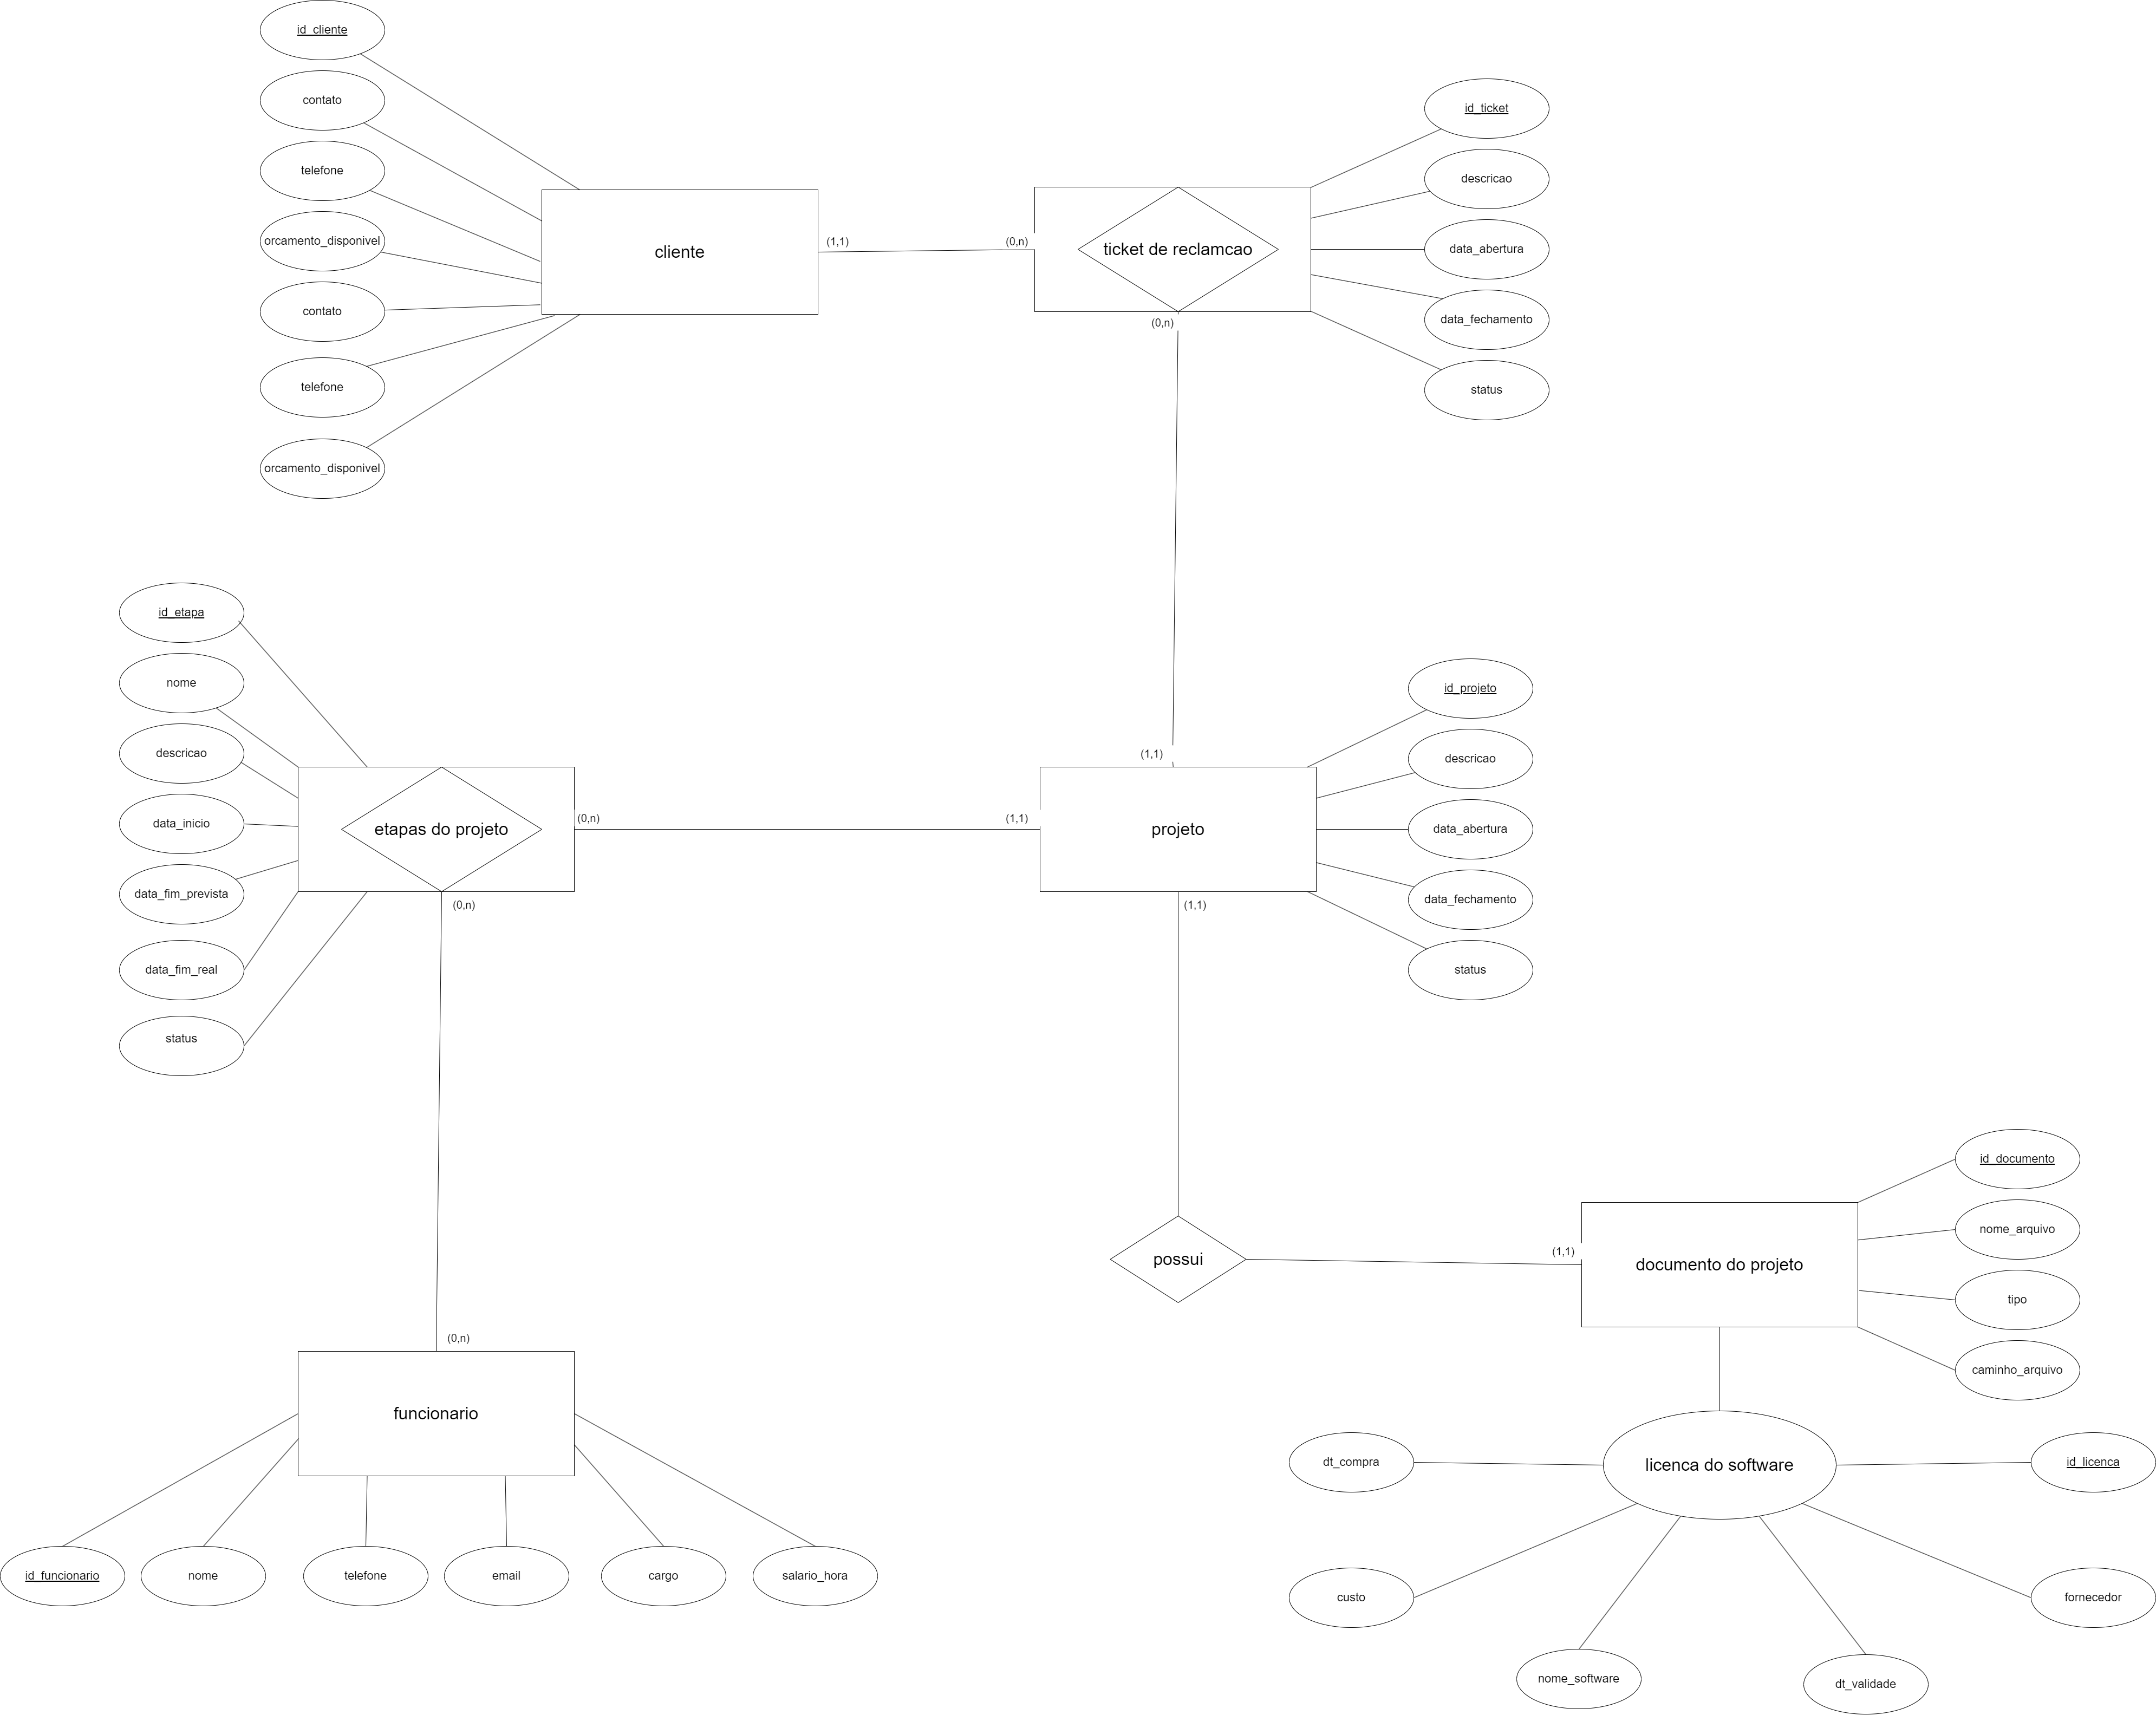 id_cliente
contato
telefone
orcamento_disponivel
contato
telefone
orcamento_disponivel
cliente
(1,1)
(0,n)
ticket de reclamcao
(0,n)
id_ticket
descricao
data_abertura
data_fechamento
status
id_etapa
nome
descricao
data_inicio
data_fim_prevista
data_fim_real
status
etapas do projeto
(0,n)
(0,n)
(1,1)
(1,1)
projeto
(1,1)
id_projeto
descricao
data_abertura
data_fechamento
status
possui
(1,1)
documento do projeto
id_documento
nome_arquivo
tipo
caminho_arquivo
(0,n)
funcionario
id_funcionario
nome
telefone
email
cargo
salario_hora
licenca do software
dt_compra
id_licenca
custo
fornecedor
nome_software
dt_validade